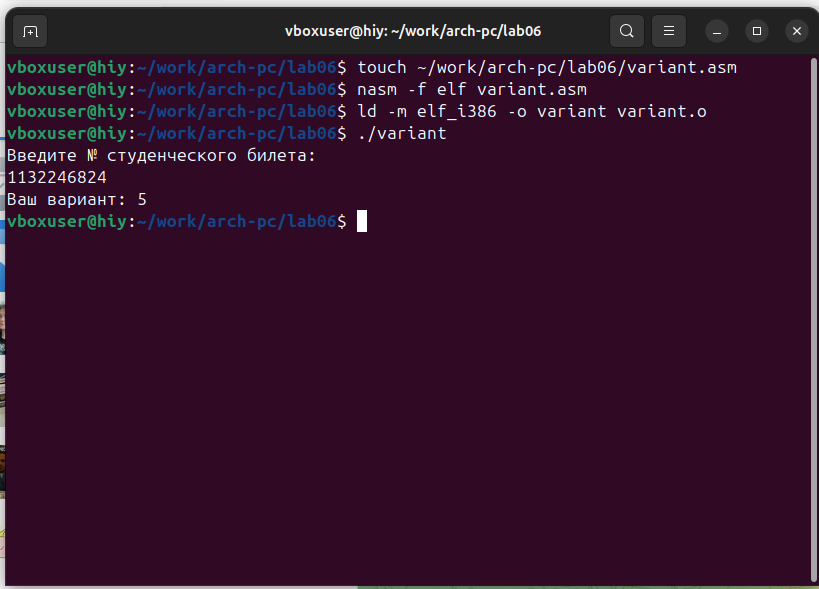 vboxuser@hiy: ~/work/arch-pc/lab06
vboxuser@hiy:~/work/arch-pc/lab06$ touch ~/work/arch-pc/lab06/variant.asm
vboxuser@hiy:~/work/arch-pc/lab06$ nasm -f elf variant.asm
vboxuser@hiy:~/work/arch-pc/lab06$ ld -m elf_i386 -o variant variant.o
vboxuser@hiy:~/work/arch-pc/lab06$ ./variant
Введите № студенческого билета:
1132246824
Ваш вариант: 5
vboxuser@hiy:~/work/arch-pc/lab06$